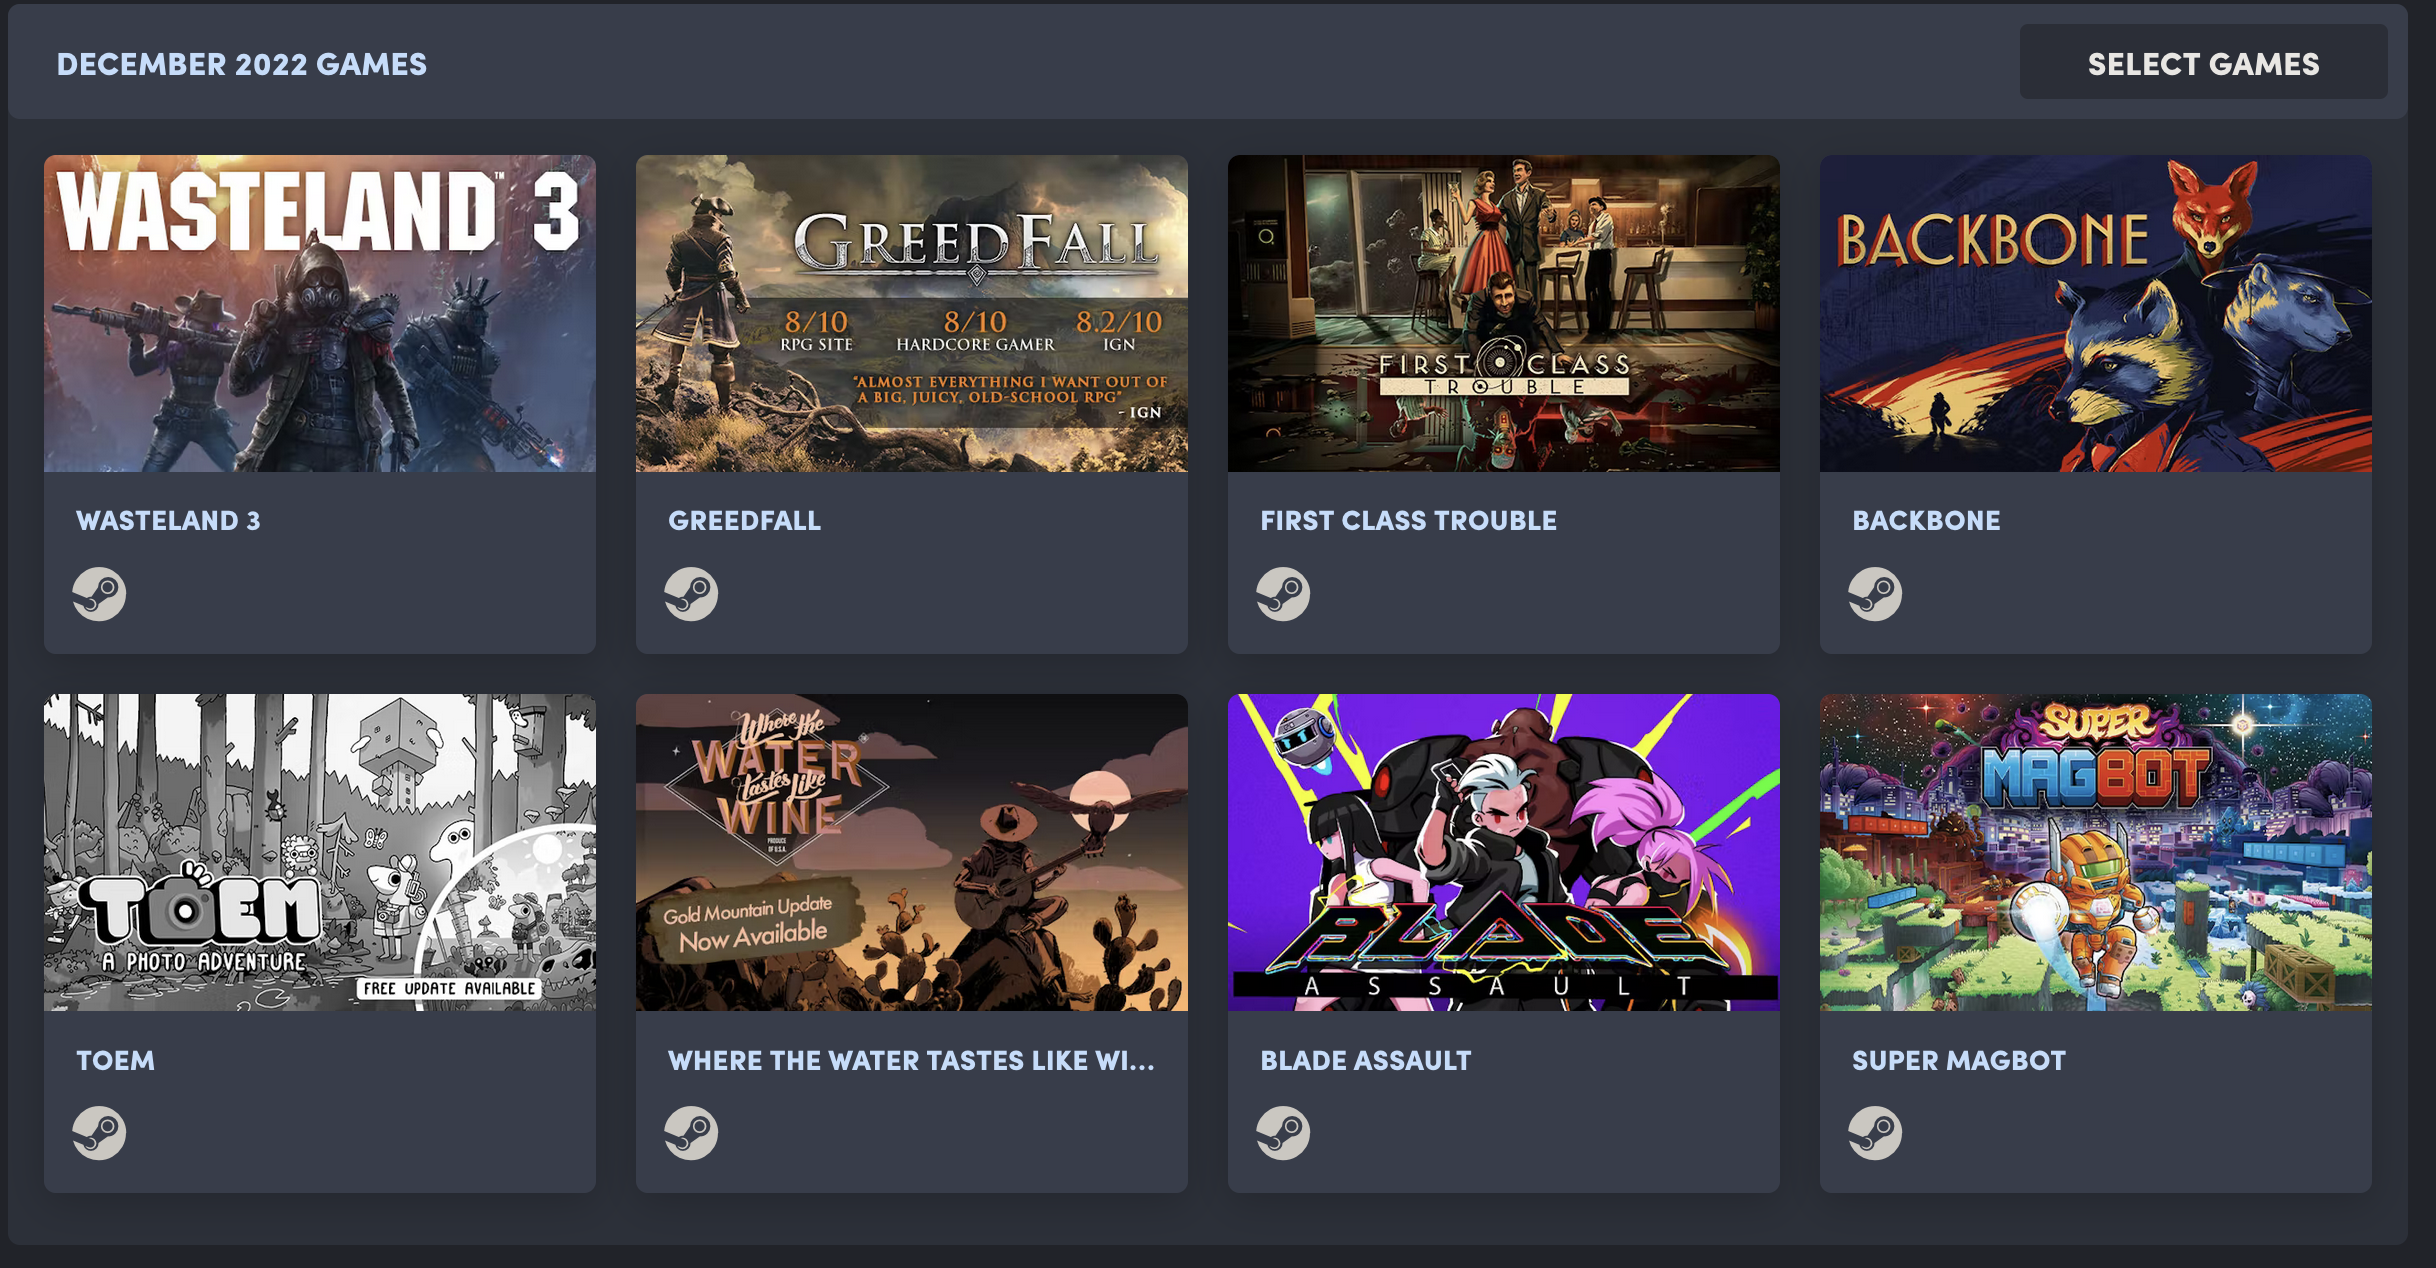 DECEMBER 2022 GAMES
SELECT GAMES
WASTELAND™ 3
WASTELAND 3
GREEDFALL
8/10
RPG SITE
8/10
HARDCORE GAMER
8.2/10
IGN
"ALMOST EVERYTHING I WANT OUT OF
A BIG, JUICY, OLD-SCHOOL RPG"
- IGN
GREEDFALL
FIRST CLASS
TROUBLE
FIRST CLASS TROUBLE
BACKBONE
BACKBONE
TOEM
A PHOTO ADVENTURE
FREE UPDATE AVAILABLE
TOEM
Where the
WATER
tastes Like
WINE
PRODUCE
OF U.S.A.
Gold Mountain Update
Now Available
WHERE THE WATER TASTES LIKE WI...
BLADE
ASSAULT
BLADE ASSAULT
SUPER
MAGBOT
SUPER MAGBOT